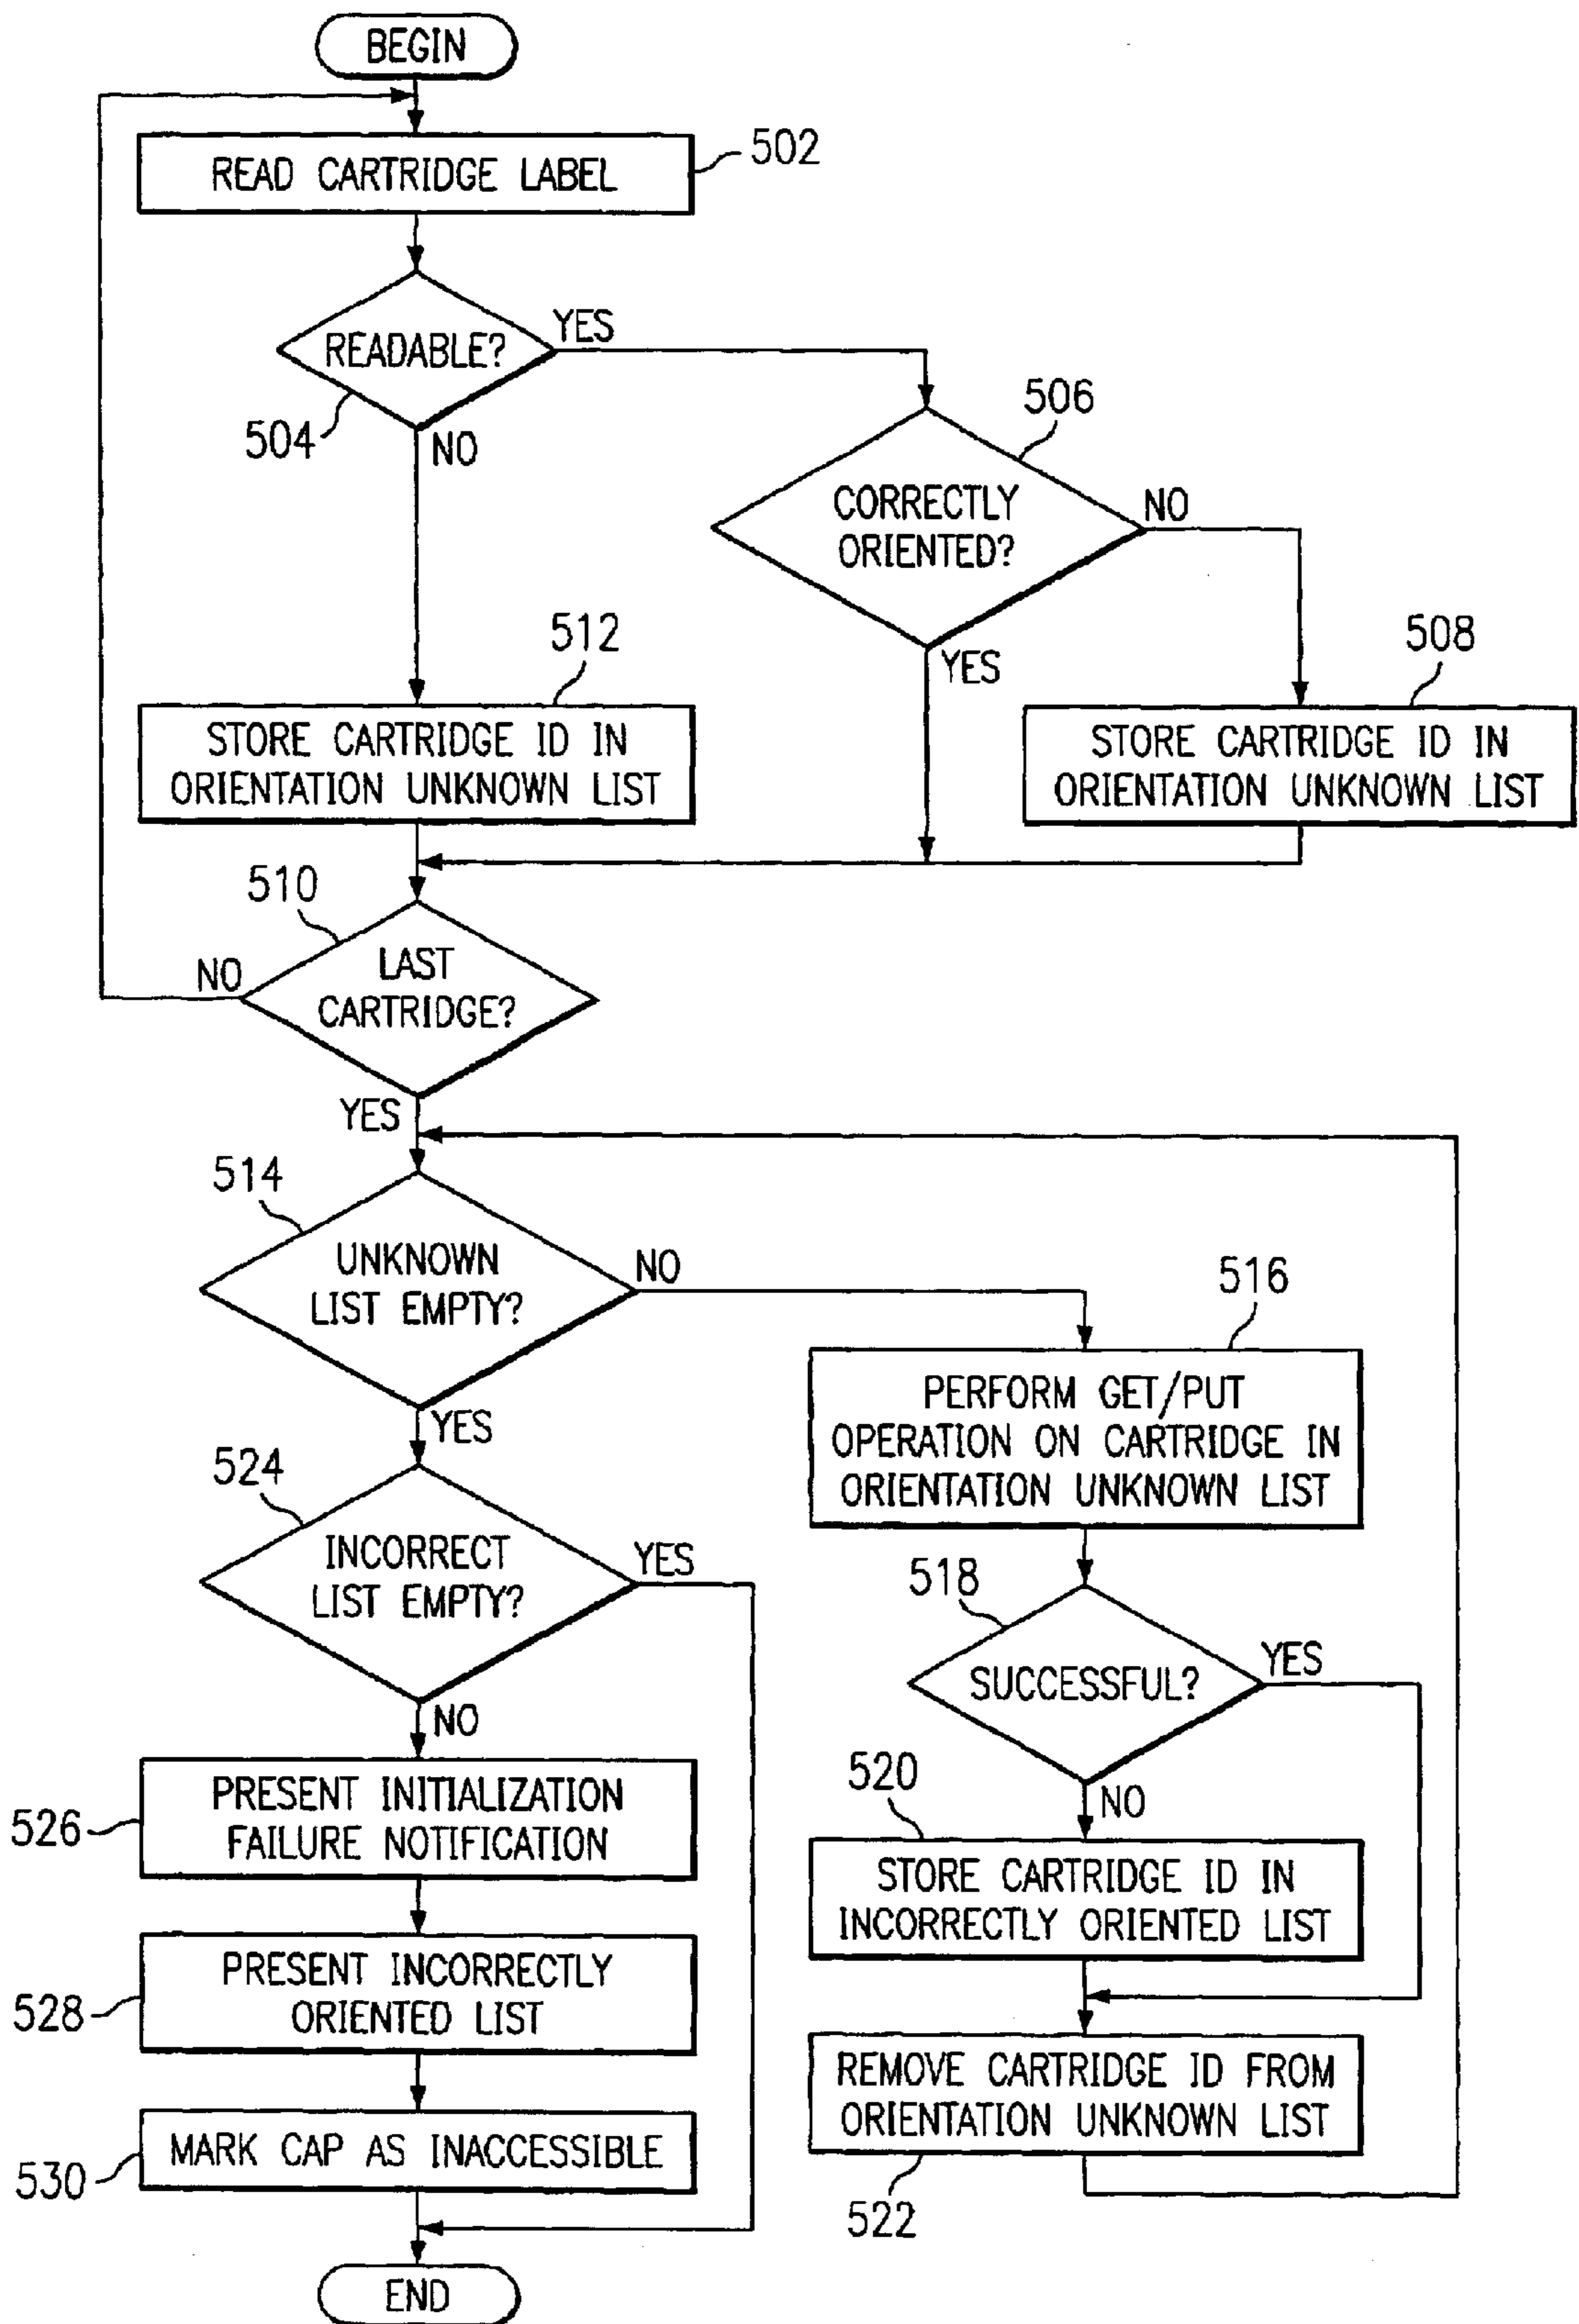 BEGIN
READ CARTRIDGE LABEL
502
READABLE?
YES
504
NO
506
CORRECTLY
ORIENTED?
NO
YES
512
STORE CARTRIDGE ID IN
ORIENTATION UNKNOWN LIST
508
STORE CARTRIDGE ID IN
ORIENTATION UNKNOWN LIST
510
LAST
CARTRIDGE?
NO
YES
514
UNKNOWN
LIST EMPTY?
NO
YES
516
PERFORM GET/PUT
OPERATION ON CARTRIDGE IN
ORIENTATION UNKNOWN LIST
518
SUCCESSFUL?
YES
NO
520
STORE CARTRIDGE ID IN
INCORRECTLY ORIENTED LIST
REMOVE CARTRIDGE ID FROM
ORIENTATION UNKNOWN LIST
522
524
INCORRECT
LIST EMPTY?
YES
NO
PRESENT INITIALIZATION
FAILURE NOTIFICATION
526
PRESENT INCORRECTLY
ORIENTED LIST
528
MARK CAP AS INACCESSIBLE
530
END